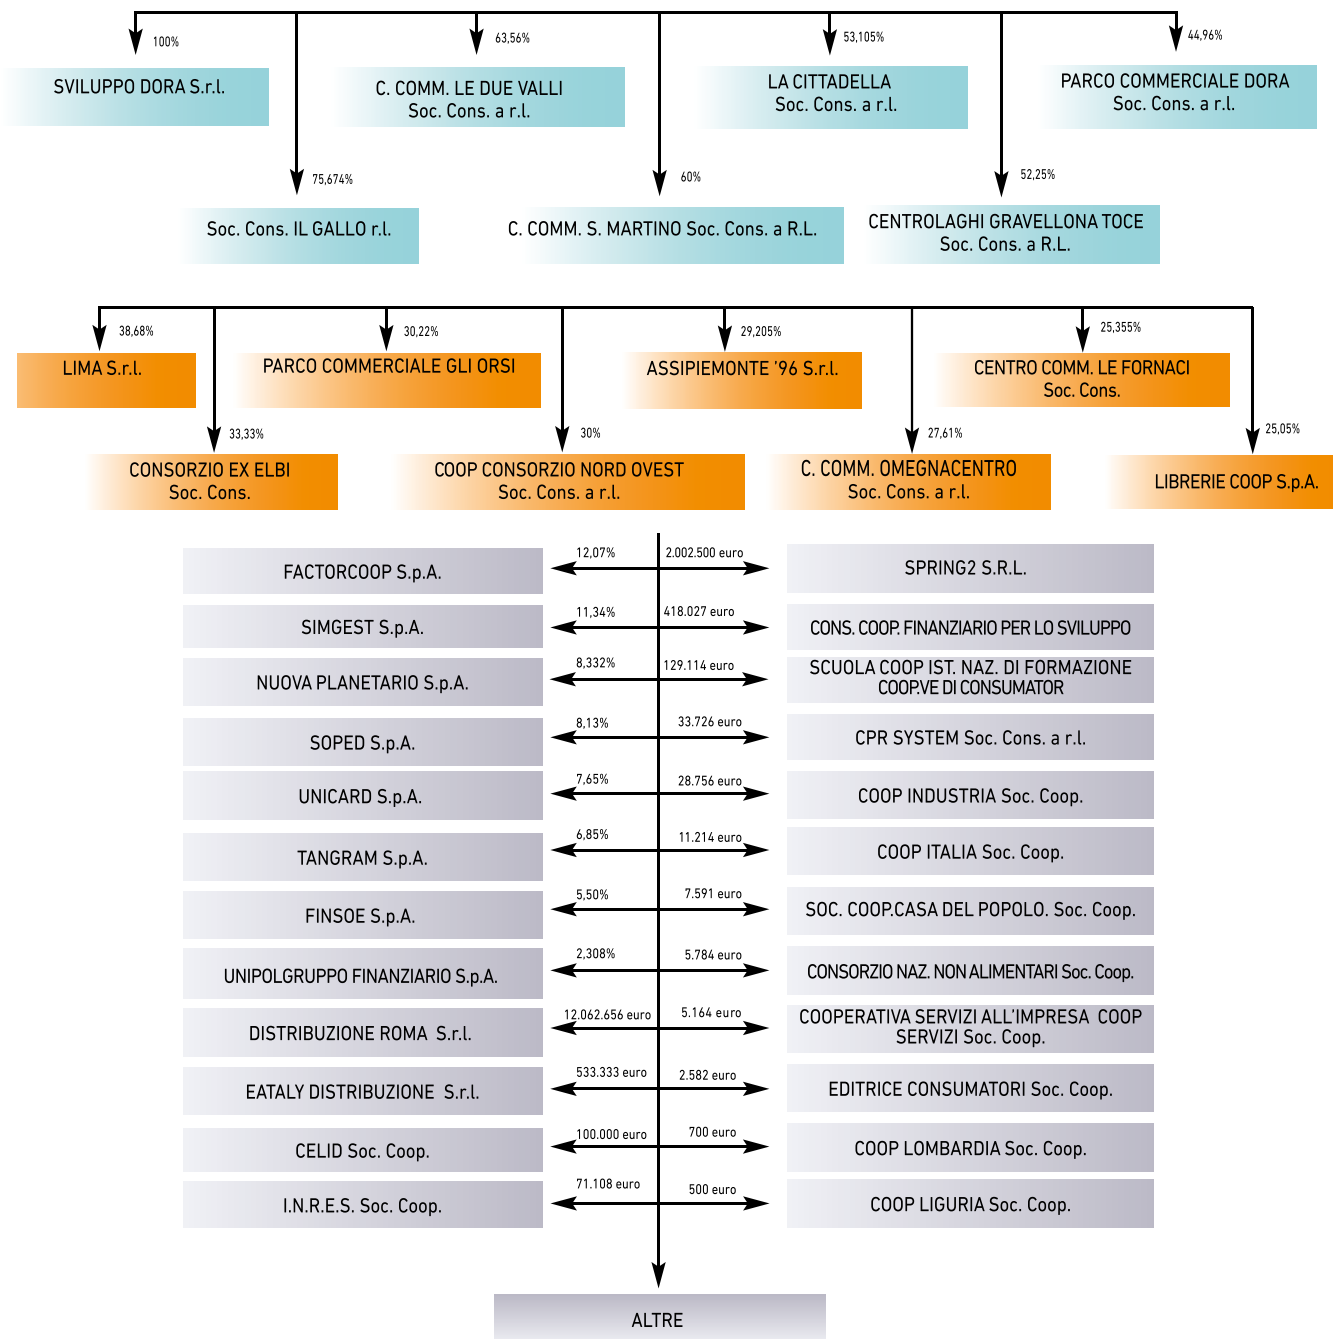 100%
SVILUPPO DORA S.r.l.
63,56%
C. COMM. LE DUE VALLI
Soc. Cons. a r.l.
53,105%
LA CITTADELLA
Soc. Cons. a r.l.
44,96%
PARCO COMMERCIALE DORA
Soc. Cons. a r.l.
75,674%
Soc. Cons. IL GALLO r.l.
60%
C. COMM. S. MARTINO Soc. Cons. a R.L.
52,25%
CENTROLAGHI GRAVELLONA TOCE
Soc. Cons. a R.L.
38,68%
LIMA S.r.l.
30,22%
PARCO COMMERCIALE GLI ORSI
29,205%
ASSIPIEMONTE '96 S.r.l.
25,355%
CENTRO COMM. LE FORNACI
Soc. Cons.
33,33%
CONSORZIO EX ELBI
Soc. Cons.
30%
COOP CONSORZIO NORD OVEST
Soc. Cons. a r.l.
27,61%
C. COMM. OMEGNACENTRO
Soc. Cons. a r.l.
25,05%
LIBRERIE COOP S.p.A.
12,07%
FACTORCOOP S.p.A.
2.002.500 euro
SPRING2 S.R.L.
11,34%
SIMGEST S.p.A.
418.027 euro
CONS. COOP. FINANZIARIO PER LO SVILUPPO
8,332%
NUOVA PLANETARIO S.p.A.
129.114 euro
SCUOLA COOP IST. NAZ. DI FORMAZIONE
COOP.VE DI CONSUMATOR
8,13%
SOPED S.p.A.
33.726 euro
CPR SYSTEM Soc. Cons. a r.l.
7,65%
UNICARD S.p.A.
28.756 euro
COOP INDUSTRIA Soc. Coop.
6,85%
TANGRAM S.p.A.
11.214 euro
COOP ITALIA Soc. Coop.
5,50%
FINSOE S.p.A.
7.591 euro
SOC. COOP.CASA DEL POPOLO. Soc. Coop.
2,308%
UNIPOLGRUPPO FINANZIARIO S.p.A.
5.784 euro
CONSORZIO NAZ. NON ALIMENTARI Soc. Coop.
12.062.656 euro
DISTRIBUZIONE ROMA S.r.l.
5.164 euro
COOPERATIVA SERVIZI ALL'IMPRESA COOP
SERVIZI Soc. Coop.
533.333 euro
EATALY DISTRIBUZIONE S.r.l.
2.582 euro
EDITRICE CONSUMATORI Soc. Coop.
100.000 euro
CELID Soc. Coop.
700 euro
COOP LOMBARDIA Soc. Coop.
71.108 euro
I.N.R.E.S. Soc. Coop.
500 euro
COOP LIGURIA Soc. Coop.
ALTRE